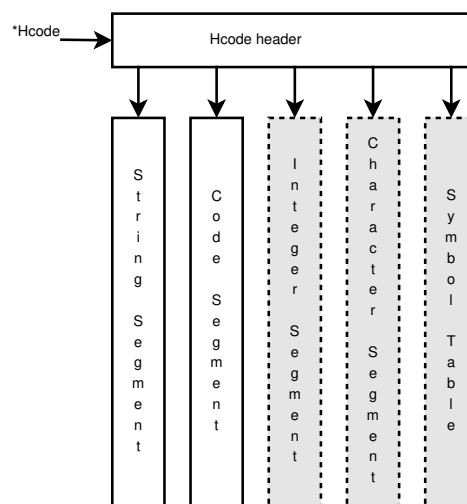 *Hcode
Hcode header
String Segment
Code Segment
Integer Segment
Character Segment
Symbol Table